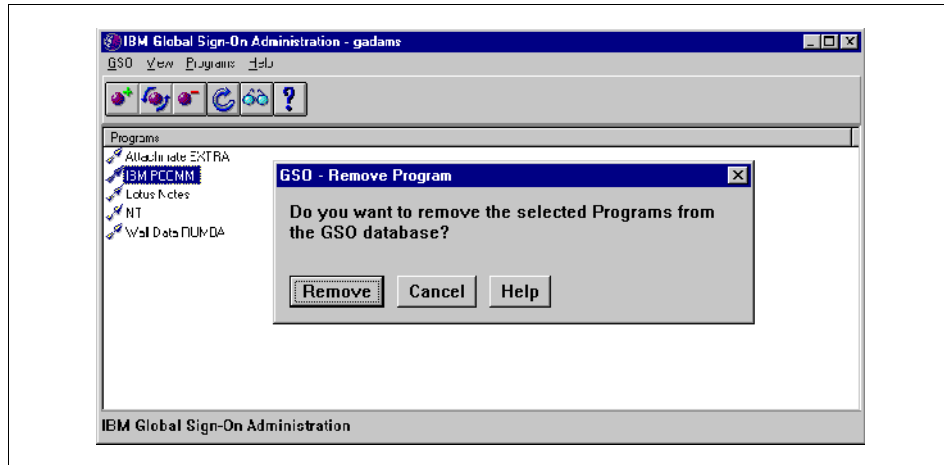 IBM Global Sign-On Administration - gadams
GSO View Programs Help
?
Programs
Attachmate EXTRA
IBM PCCMM
Lotus Notes
NT
Wall Data RUMBA
GSO - Remove Program
Do you want to remove the selected Programs from
the GSO database?
Remove Cancel Help
IBM Global Sign-On Administration